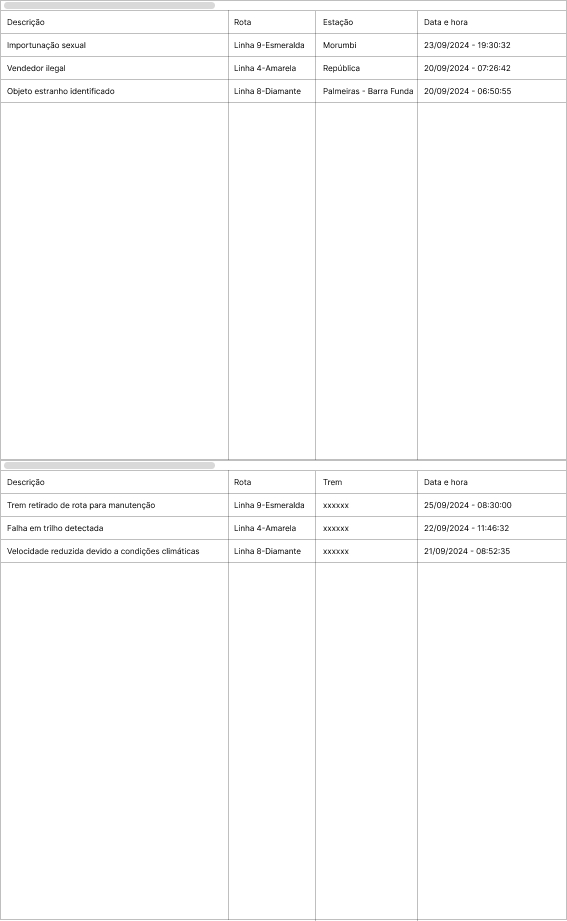 Descrição Rota Estação Data e hora
Importunação sexual Linha 9-Esmeralda Morumbi 23/09/2024 - 19:30:32
Vendedor ilegal Linha 4-Amarela República 20/09/2024 - 07:26:42
Objeto estranho identificado Linha 8-Diamante Palmeiras - Barra Funda 20/09/2024 - 06:50:55
Descrição Rota Trem Data e hora
Trem retirado de rota para manutenção Linha 9-Esmeralda xxxxxx 25/09/2024 - 08:30:00
Falha em trilho detectada Linha 4-Amarela xxxxxx 22/09/2024 - 11:46:32
Velocidade reduzida devido a condições climáticas Linha 8-Diamante xxxxxx 21/09/2024 - 08:52:35